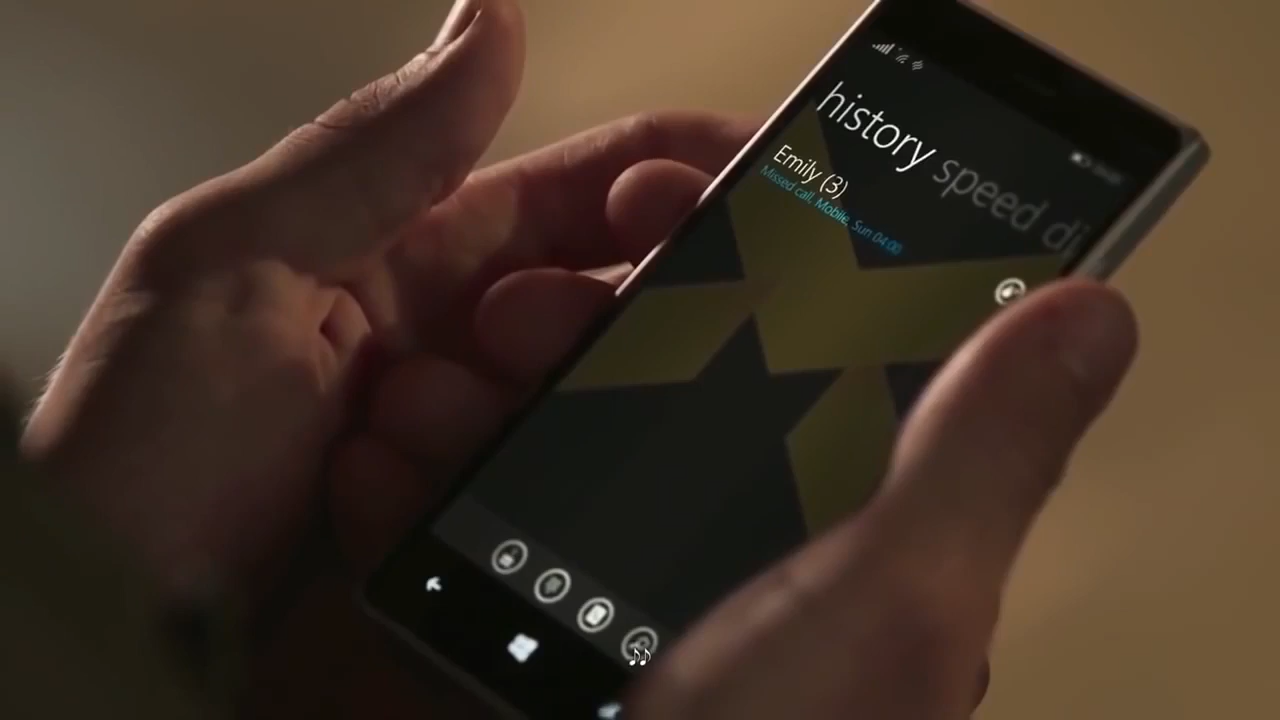 history speed di
Emily (3)
Missed call, Mobile, Sun 04:00
♪♪